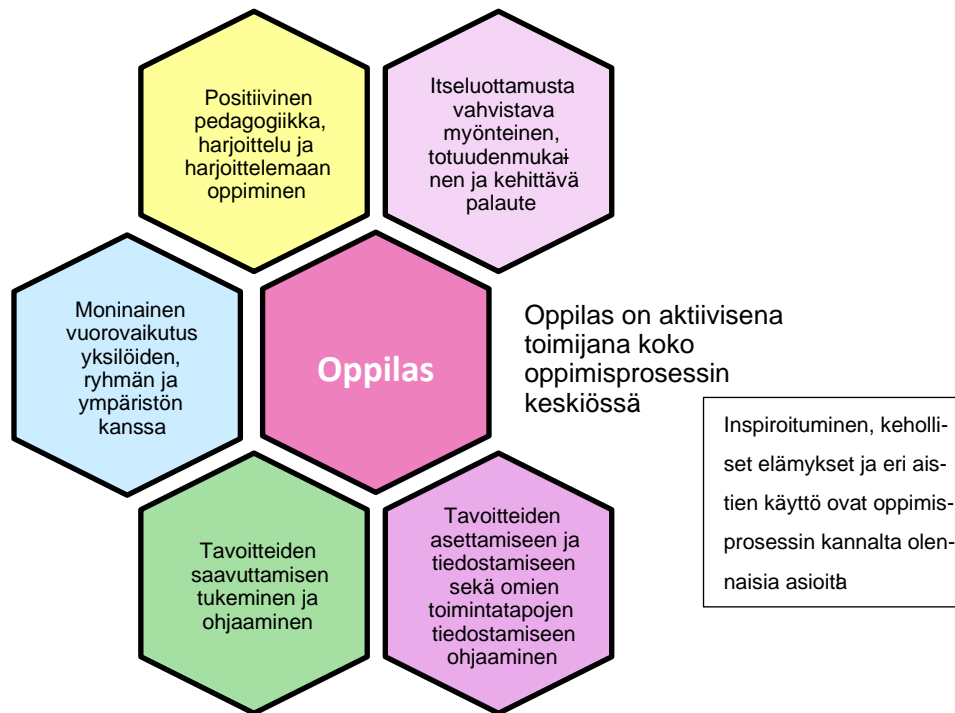 Positiivinen
pedagogiikka,
harjoittelu ja
harjoittelemaan
oppiminen
Itseluottamusta
vahvistava
myönteinen,
totuudenmukai
nen ja kehittävä
palaute
Moninainen
vuorovaikutus
yksilöiden,
ryhmän ja
ympäristön
kanssa
Oppilas
Oppilas on aktiivisena
toimijana koko
oppimisprosessin
keskiössä
Inspiroituminen, keholli-
set elämykset ja eri ais-
tien käyttö ovat oppimis-
prosessin kannalta olen-
naisia asioita
Tavoitteiden
saavuttamisen
tukeminen ja
ohjaaminen
Tavoitteiden
asettamiseen ja
tiedostamiseen
sekä omien
toimintatapojen
tiedostamiseen
ohjaaminen